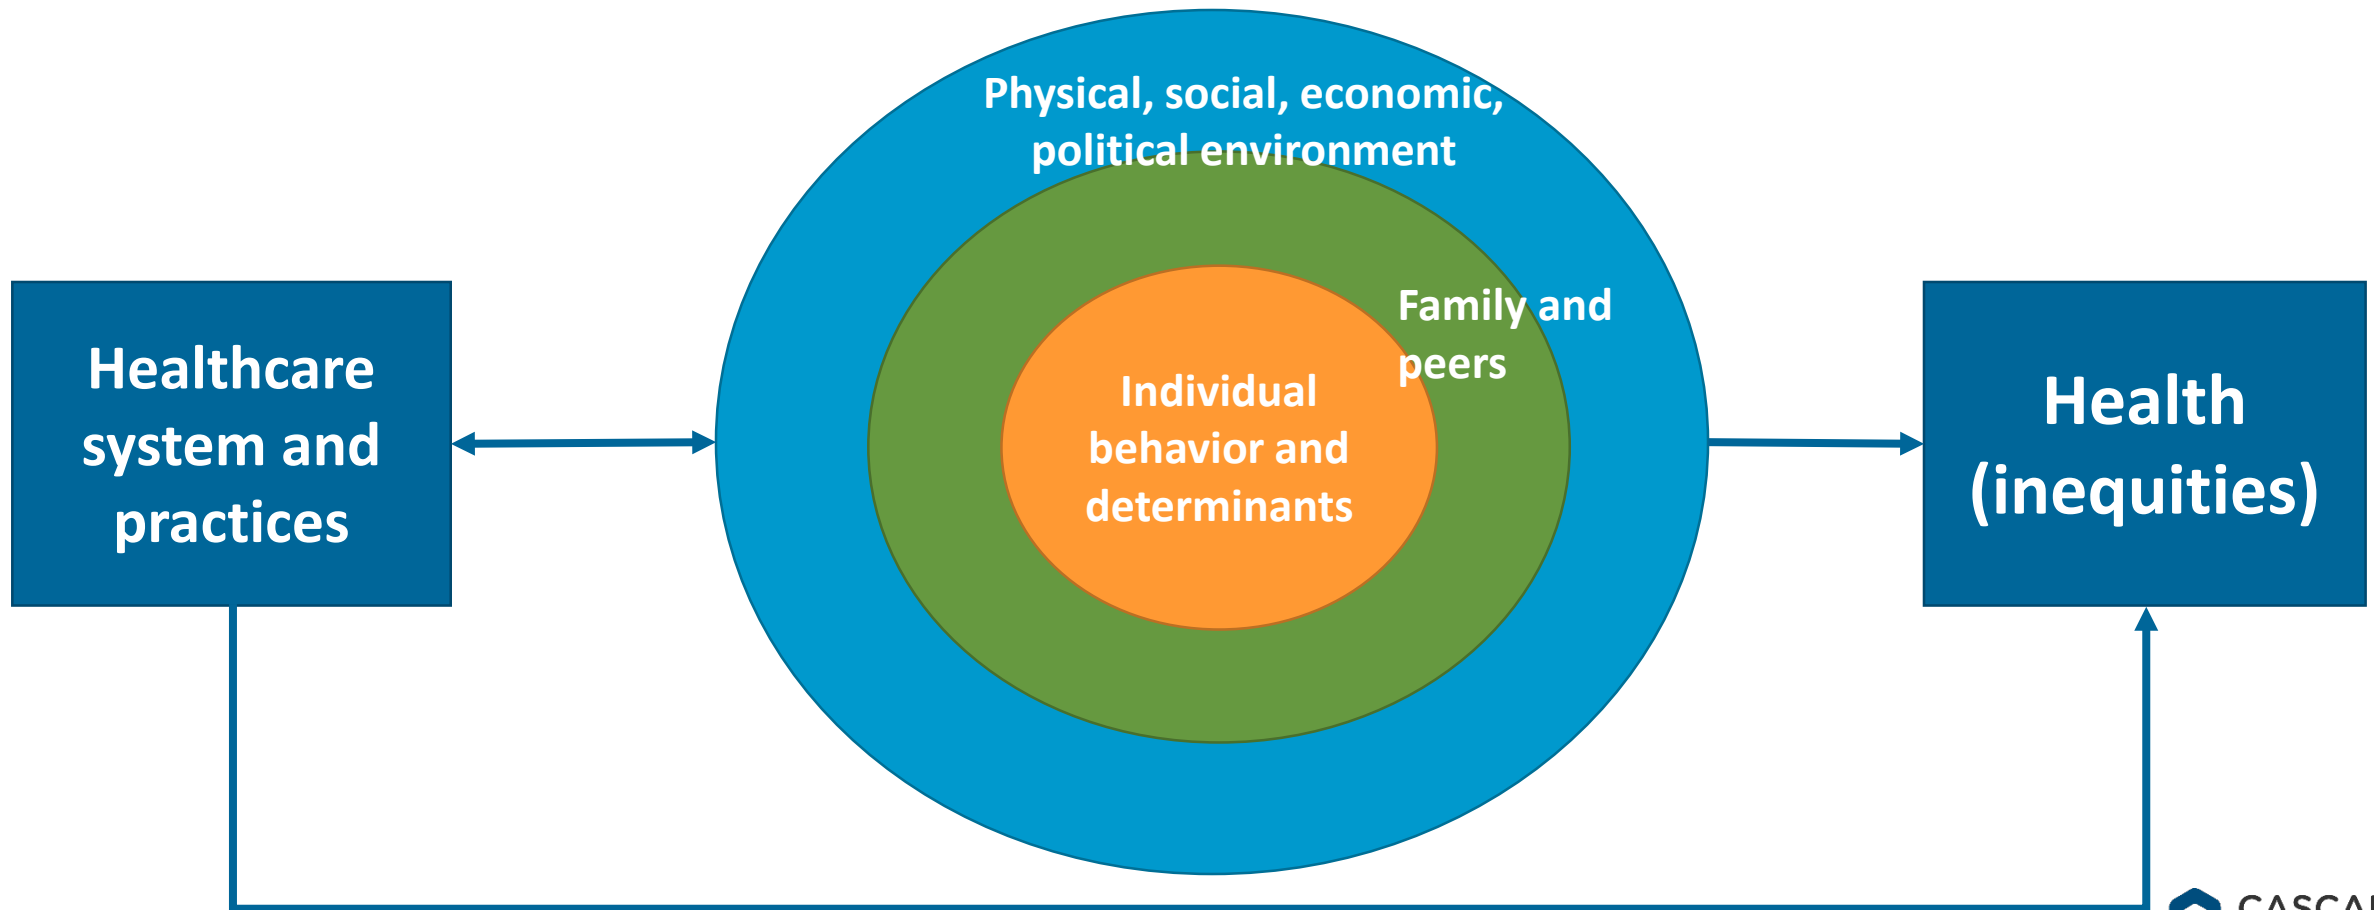 Physical, social, economic,
political environment
Family and
peers
Individual
behavior and
determinants
Healthcare
system and
practices
Health
(inequities)